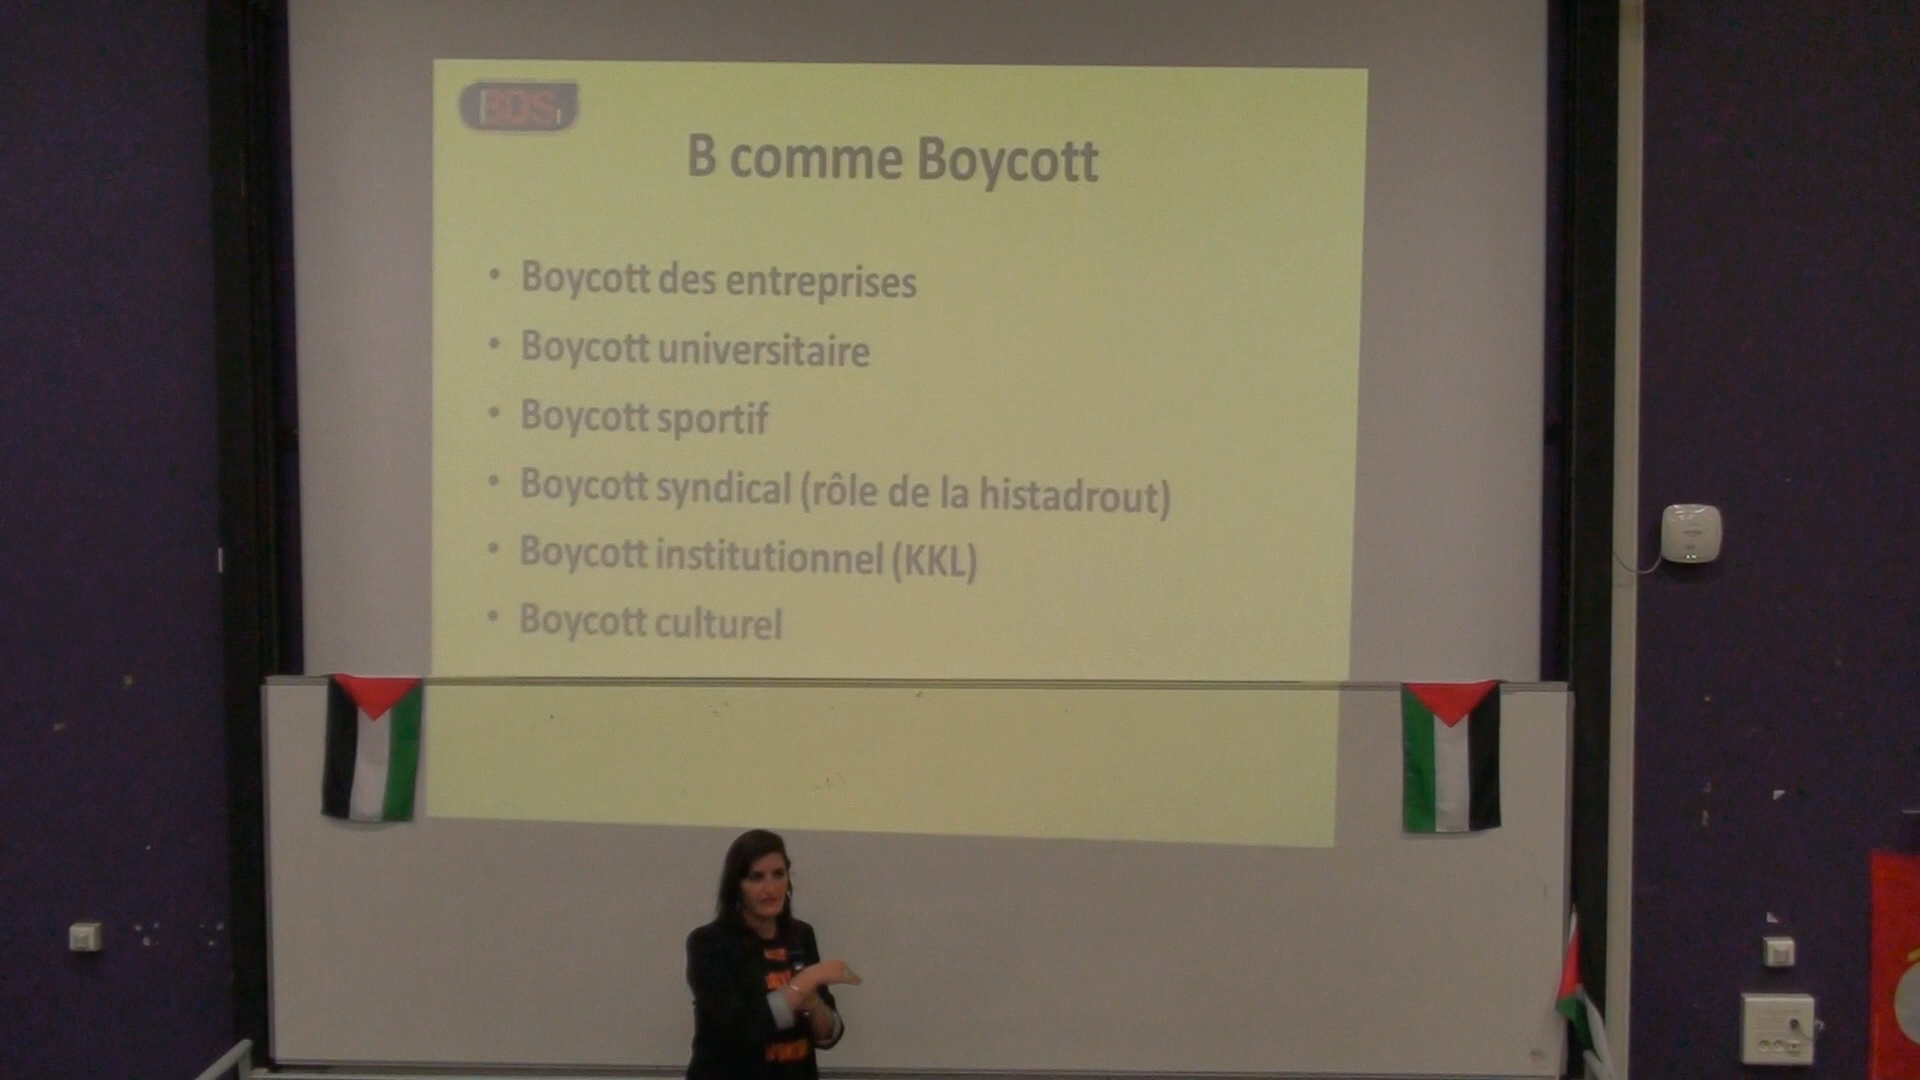 BDS
B comme Boycott
• Boycott des entreprises
• Boycott universitaire
• Boycott sportif
• Boycott syndical (rôle de la histadrout)
• Boycott institutionnel (KKL)
• Boycott culturel